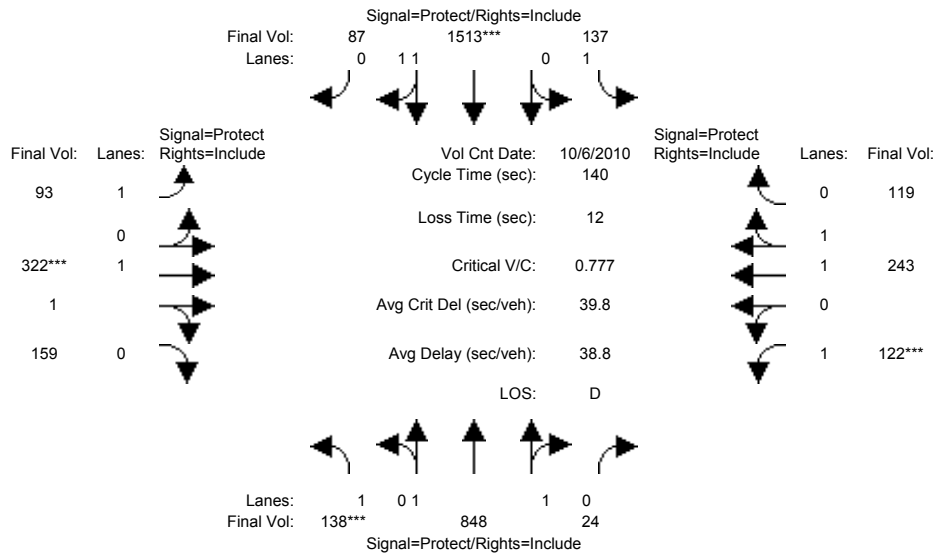 Signal=Protect/Rights=Include
Final Vol: 87 1513*** 137
Lanes: 0 1 1 0 1
Signal=Protect Signal=Protect
Final Vol: Lanes: Rights=Include Vol Cnt Date: 10/6/2010 Rights=Include Lanes: Final Vol:
Cycle Time (sec): 140
93 1 0 119
Loss Time (sec): 12
0 1
322*** 1 Critical V/C: 0.777 1 243
1 Avg Crit Del (sec/veh): 39.8 0
159 0 Avg Delay (sec/veh): 38.8 1 122***
LOS: D
Lanes: 1 0 1 1 0
Final Vol: 138*** 848 24
Signal=Protect/Rights=Include